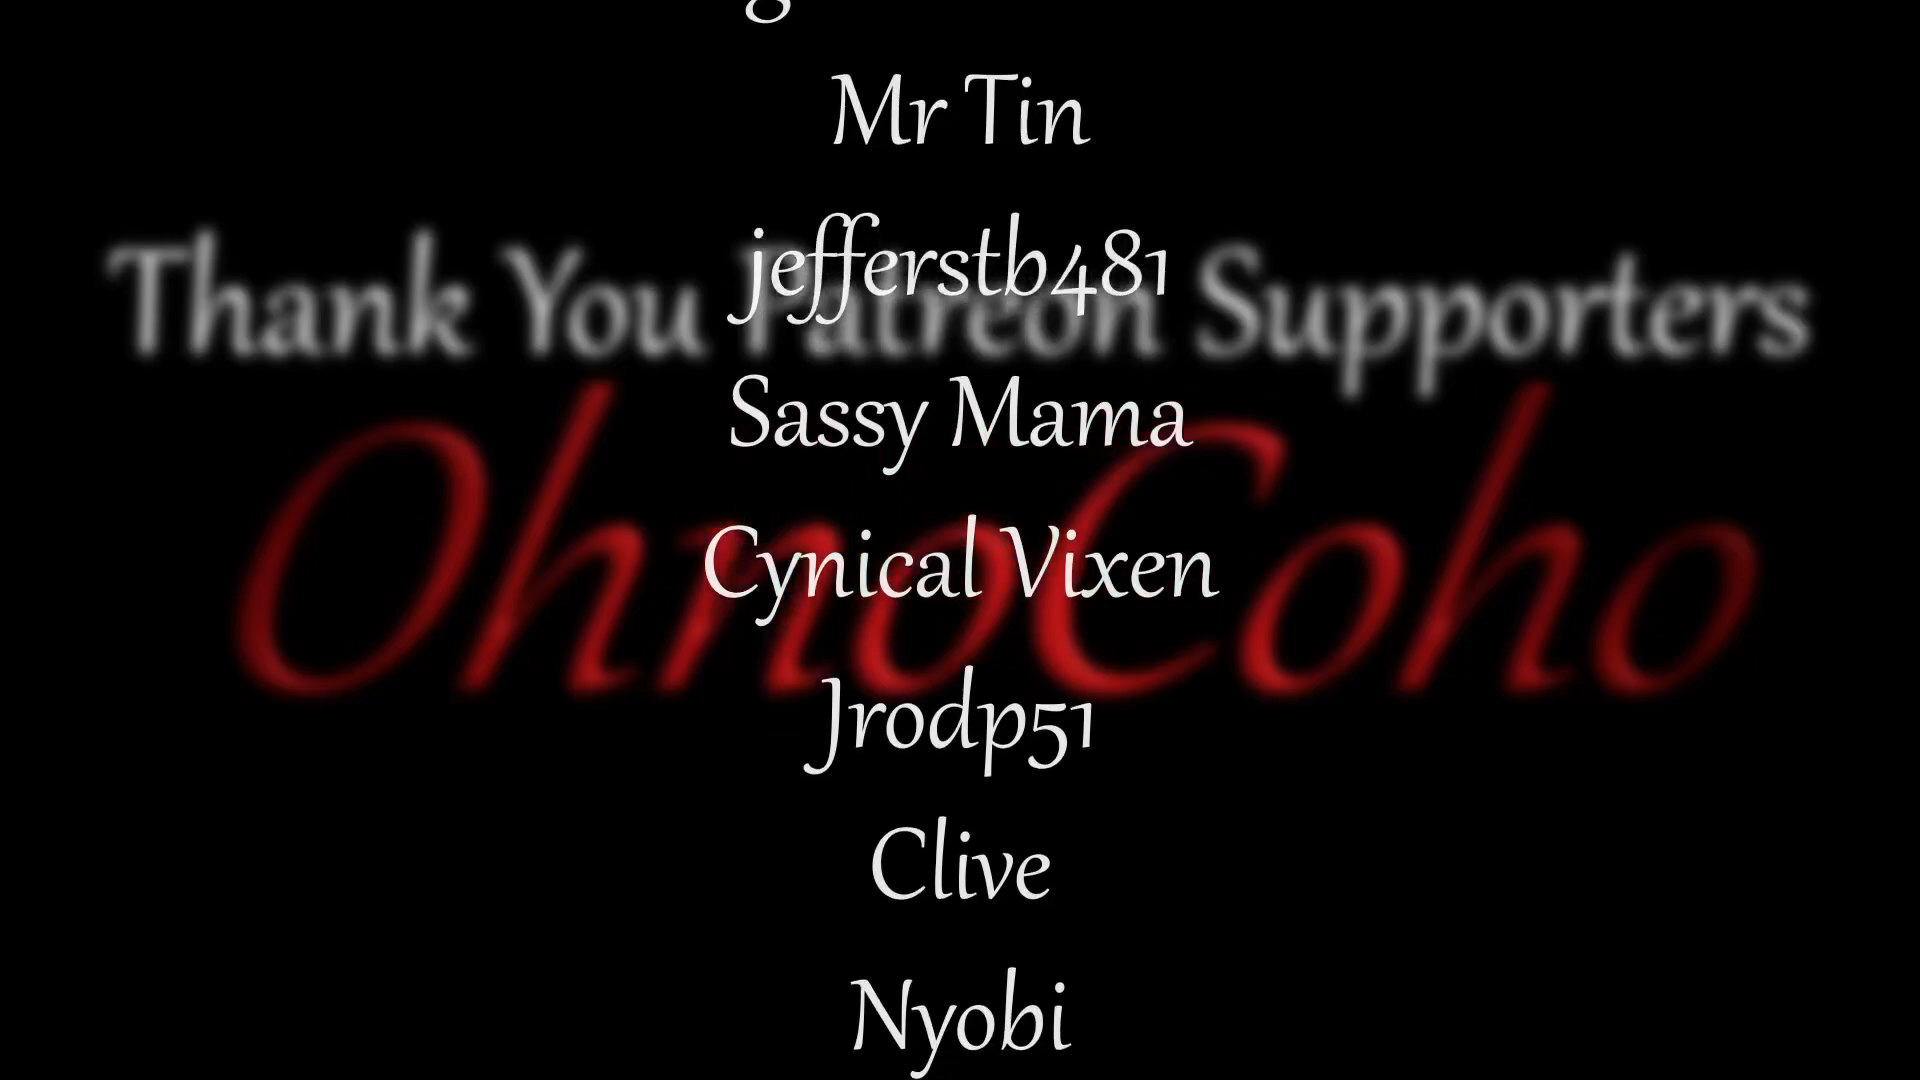 Mr Tin
jefferstb481
Thank You Patreon Supporters
Sassy Mama
OhnoCoho
Cynical Vixen
Jrodp51
Clive
Nyobi